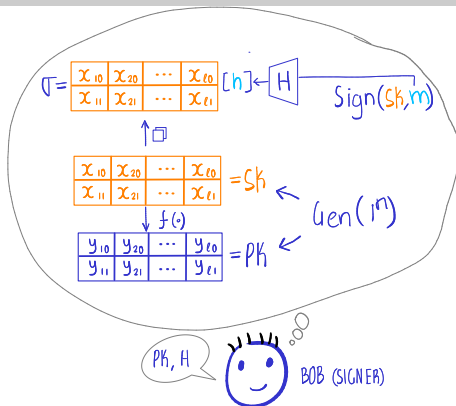 σ = x10 x20 ... xℓ0 [h] ← H Sign(SK,m)
x11 x21 ... xℓ1
x10 x20 ... xℓ0 = SK
x11 x21 ... xℓ1
f(·) Gen(1^n)
y10 y20 ... yℓ0 = PK
y11 y21 ... yℓ1
PK, H
BOB (SIGNER)